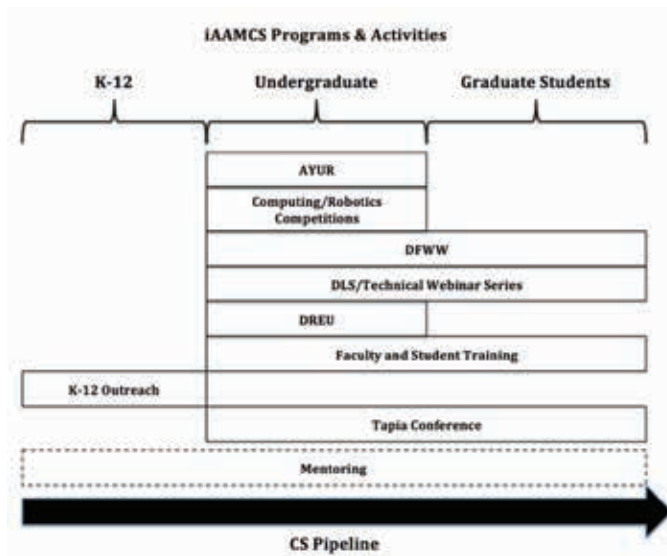 iAAMCS Programs & Activities
K-12
Undergraduate
Graduate Students
AYUR
Computing/Robotics
Competitions
DFWW
DLS/Technical Webinar Series
DREU
Faculty and Student Training
K-12 Outreach
Tapia Conference
Mentoring
CS Pipeline